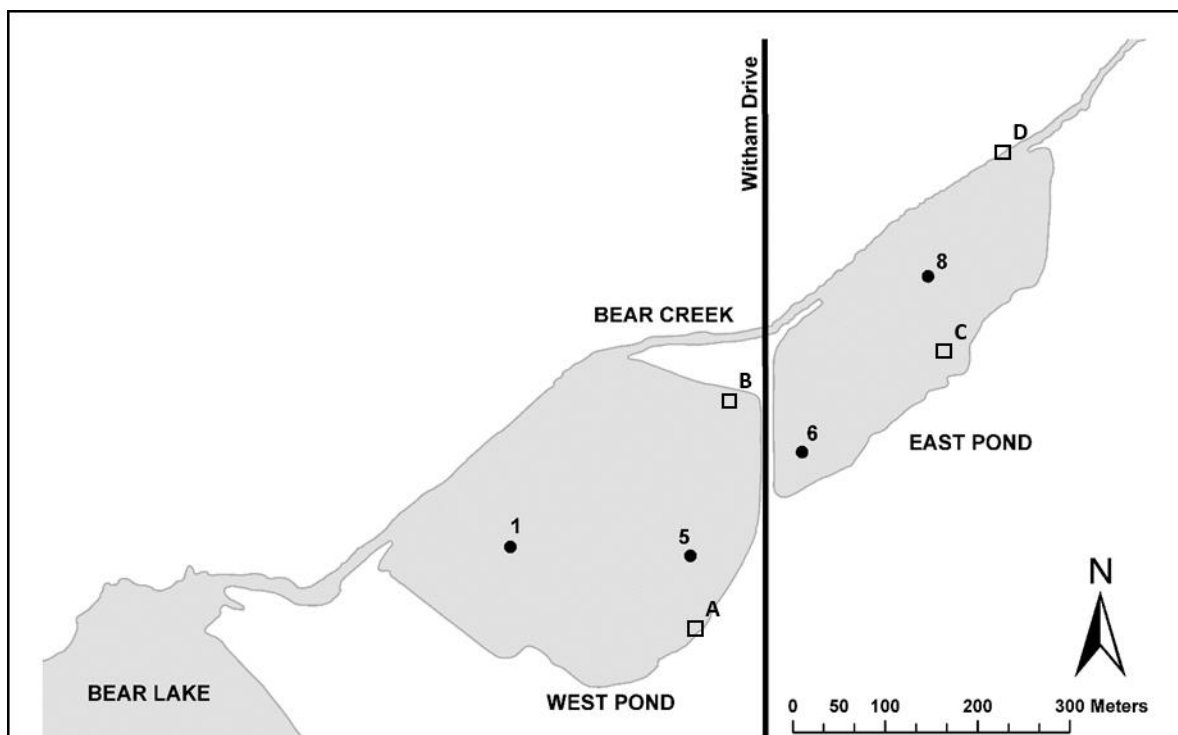 Witham Drive
D
8
BEAR CREEK
C
B
6
EAST POND
1
5
N
A
BEAR LAKE
WEST POND
0 50 100 200 300 Meters